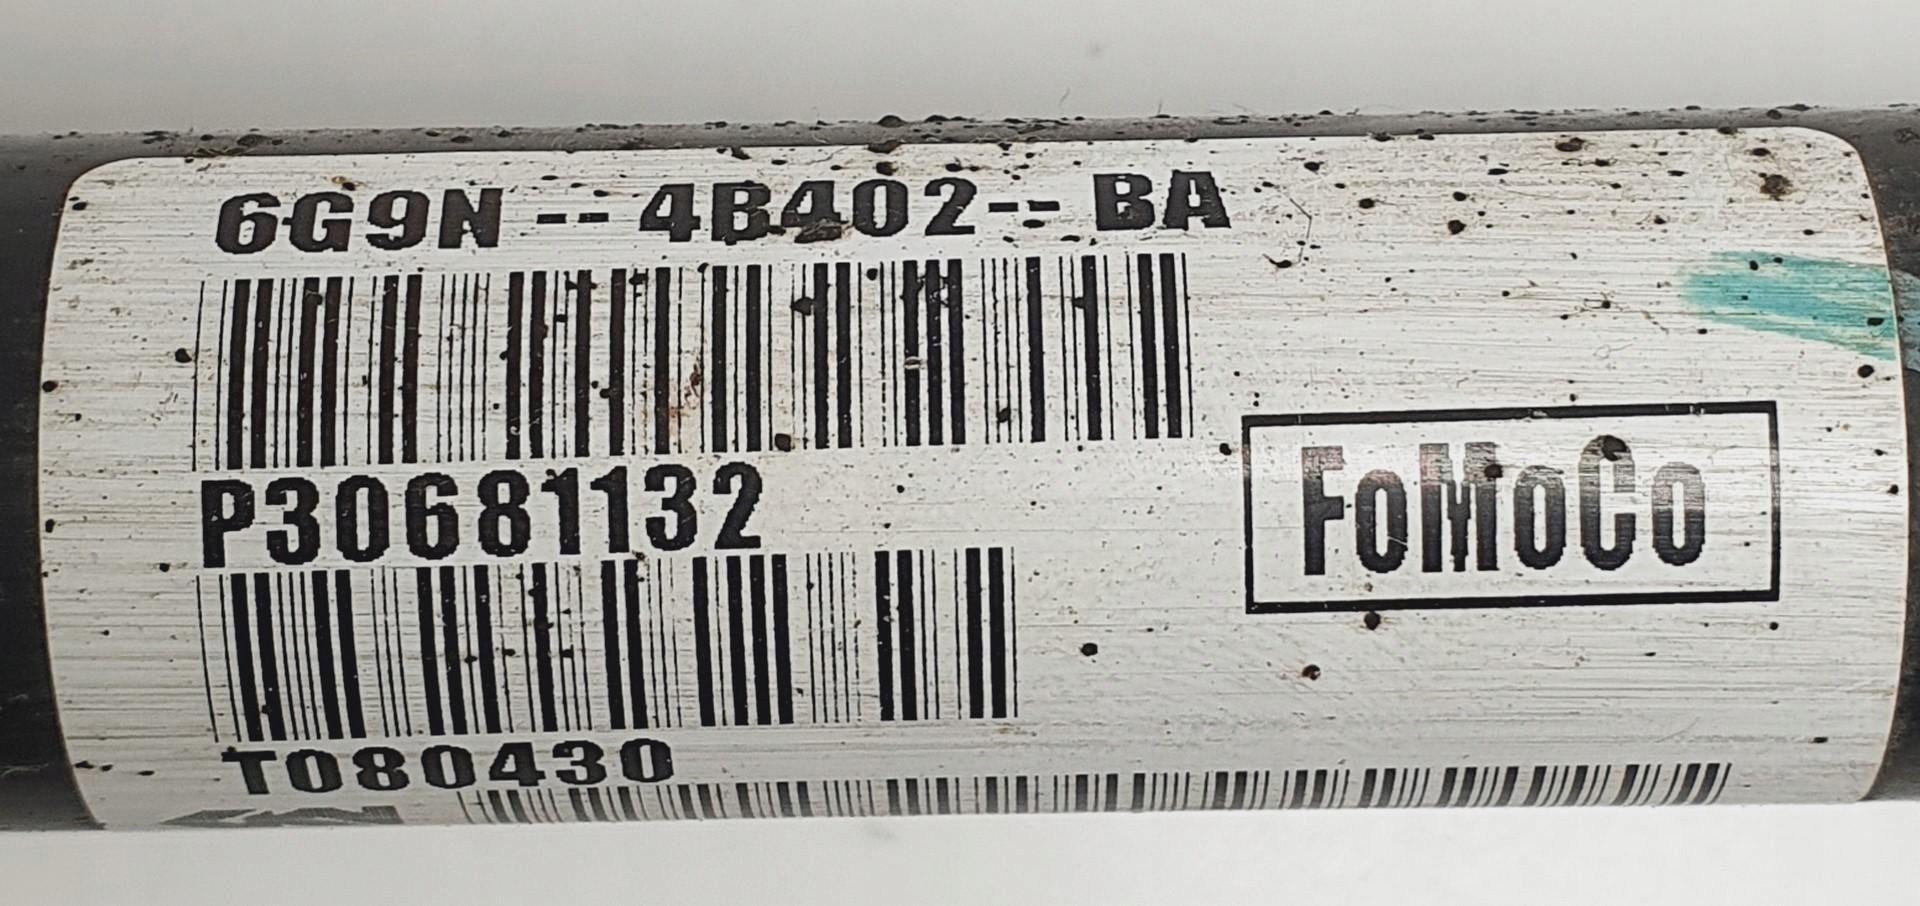 6G9N -- 4B402-- BA
P30681132
FoMoCo
T080430